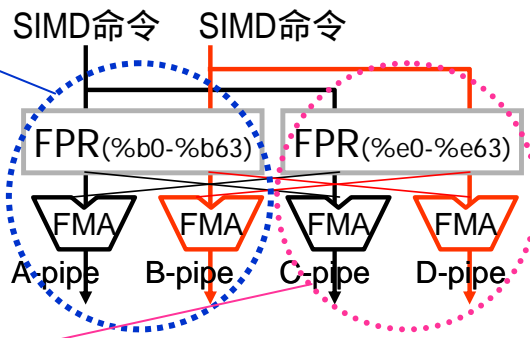 SIMD命令 SIMD命令
FPR(%b0-%b63) FPR(%e0-%e63)
FMA FMA FMA FMA
A-pipe B-pipe C-pipe D-pipe